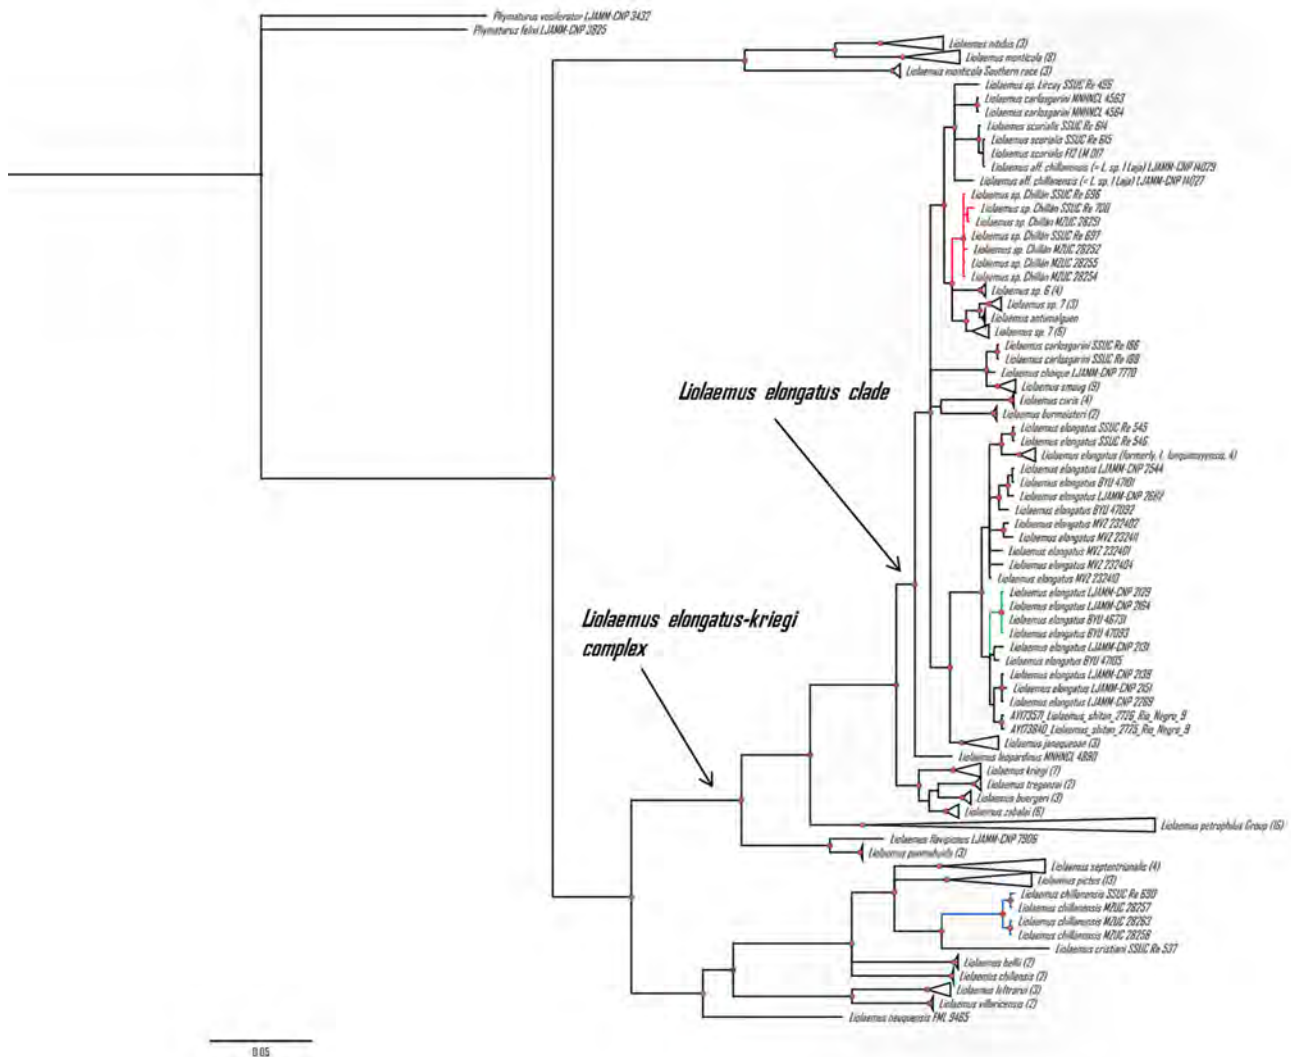 Phymaturus vociferator LJAMM-CNP 3432
Phymaturus felixi LJAMM-CNP 3825
Liolaemus nitidus (3)
Liolaemus monticola (8)
Liolaemus monticola Southern race (3)
Liolaemus sp. Lircay SSUC Re 495
Liolaemus carlosgarini MNHNCL 4563
Liolaemus carlosgarini MNHNCL 4564
Liolaemus scorialis SSUC Re 614
Liolaemus scorialis SSUC Re 615
Liolaemus scorialis FIZ LM 017
Liolaemus aff. chillanensis (= L. sp. 1 Laja) LJAMM-CNP 14029
Liolaemus aff. chillanensis (= L. sp. 1 Laja) LJAMM-CNP 14027
Liolaemus sp. Chillán SSUC Re 696
Liolaemus sp. Chillán SSUC Re 700
Liolaemus sp. Chillán MZUC 28251
Liolaemus sp. Chillán SSUC Re 697
Liolaemus sp. Chillán MZUC 28252
Liolaemus sp. Chillán MZUC 28255
Liolaemus sp. Chillán MZUC 28254
Liolaemus sp. 6 (4)
Liolaemus sp. 7 (3)
Liolaemus antumalguen
Liolaemus sp. 7 (6)
Liolaemus carlosgarini SSUC Re 186
Liolaemus carlosgarini SSUC Re 188
Liolaemus choique LJAMM-CNP 7770
Liolaemus smaug (9)
Liolaemus elongatus clade
Liolaemus curis (4)
Liolaemus burmeisteri (2)
Liolaemus elongatus SSUC Re 545
Liolaemus elongatus SSUC Re 546
Liolaemus elongatus (formerly, L. lonquimayensis, 4)
Liolaemus elongatus LJAMM-CNP 2544
Liolaemus elongatus BYU 47101
Liolaemus elongatus LJAMM-CNP
Liolaemus elongatus BYU 47092
Liolaemus elongatus MVZ 232402
Liolaemus elongatus MVZ 232411
Liolaemus elongatus MVZ 232401
Liolaemus elongatus MVZ 232404
Liolaemus elongatus MVZ 232413
Liolaemus elongatus LJAMM-CNP 2129
Liolaemus elongatus LJAMM-CNP 2164
Liolaemus elongatus-kriegi
complex
Liolaemus elongatus BYU 46731
Liolaemus elongatus BYU 47093
Liolaemus elongatus LJAMM-CNP 2131
Liolaemus elongatus BYU 47105
Liolaemus elongatus LJAMM-CNP 2139
Liolaemus elongatus LJAMM-CNP 2151
Liolaemus elongatus LJAMM-CNP 2269
AY173571_Liolaemus_shitan_2726_Rio_Negro_9
AY173840_Liolaemus_shitan_2725_Rio_Negro_9
Liolaemus janequeoae (3)
Liolaemus leopardinus MNHNCL 4890
Liolaemus kriegi (7)
Liolaemus tregenzai (2)
Liolaemus buergeri (3)
Liolaemus zabalai (6)
Liolaemus petrophilus Group (16)
Liolaemus flavipiceus LJAMM-CNP 7906
Liolaemus punmahuida (3)
Liolaemus septentrionalis (4)
Liolaemus pictus (13)
Liolaemus chillanensis SSUC Re 690
Liolaemus chillanensis MZUC 28257
Liolaemus chillanensis MZUC 28263
Liolaemus chillanensis MZUC 28258
Liolaemus cristiani SSUC Re 537
Liolaemus bellii (2)
Liolaemus chilensis (2)
Liolaemus (3)
Liolaemus villaricensis (2)
Liolaemus neuquensis FML 9465
0.05